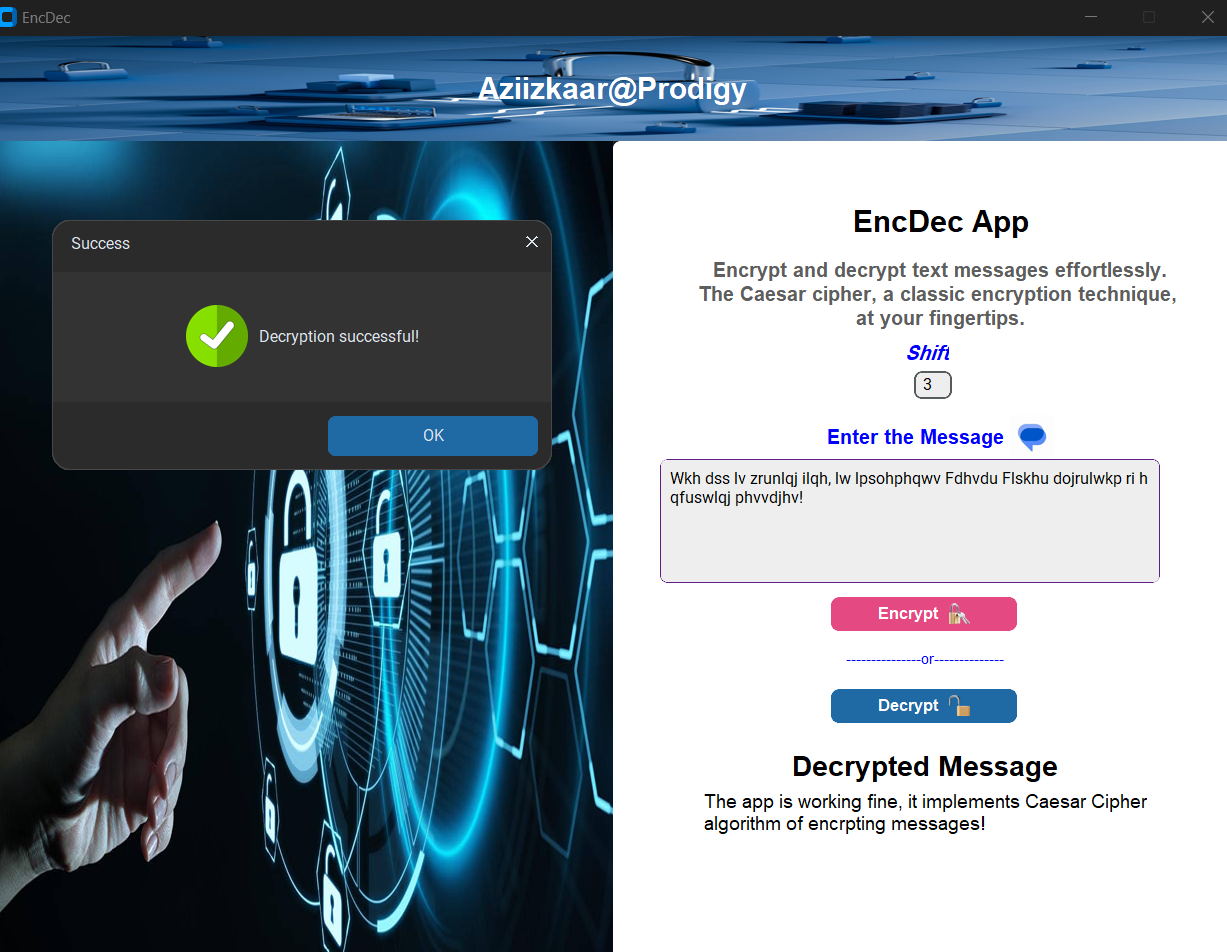 EncDec
Aziizkaar@Prodigy
Success
Decryption successful!
OK
EncDec App
Encrypt and decrypt text messages effortlessly.
The Caesar cipher, a classic encryption technique,
at your fingertips.
Shift
3
Enter the Message
Wkh dss lv zrunlqj ilqh, lw lpsohphqwv Fdhvdu Flskhu dojrulwkp ri h
qfuswlqj phvvdjhv!
Encrypt
---------------or--------------
Decrypt
Decrypted Message
The app is working fine, it implements Caesar Cipher
algorithm of encrpting messages!